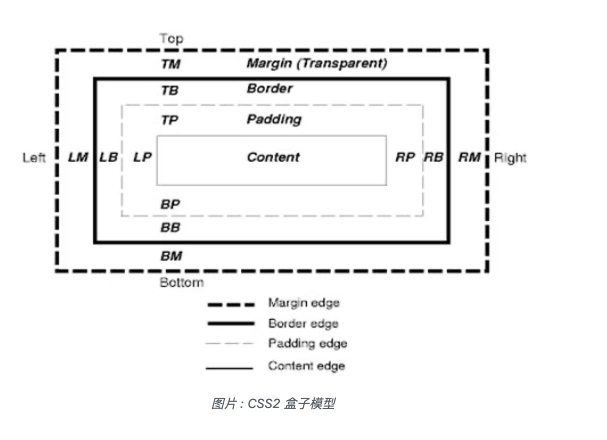 Top
TM Margin (Transparent)
TB Border
TP Padding
Left LM LB LP Content RP RB RM Right
BP
BB
BM
Bottom
Margin edge
Border edge
Padding edge
Content edge
图片: CSS2 盒子模型